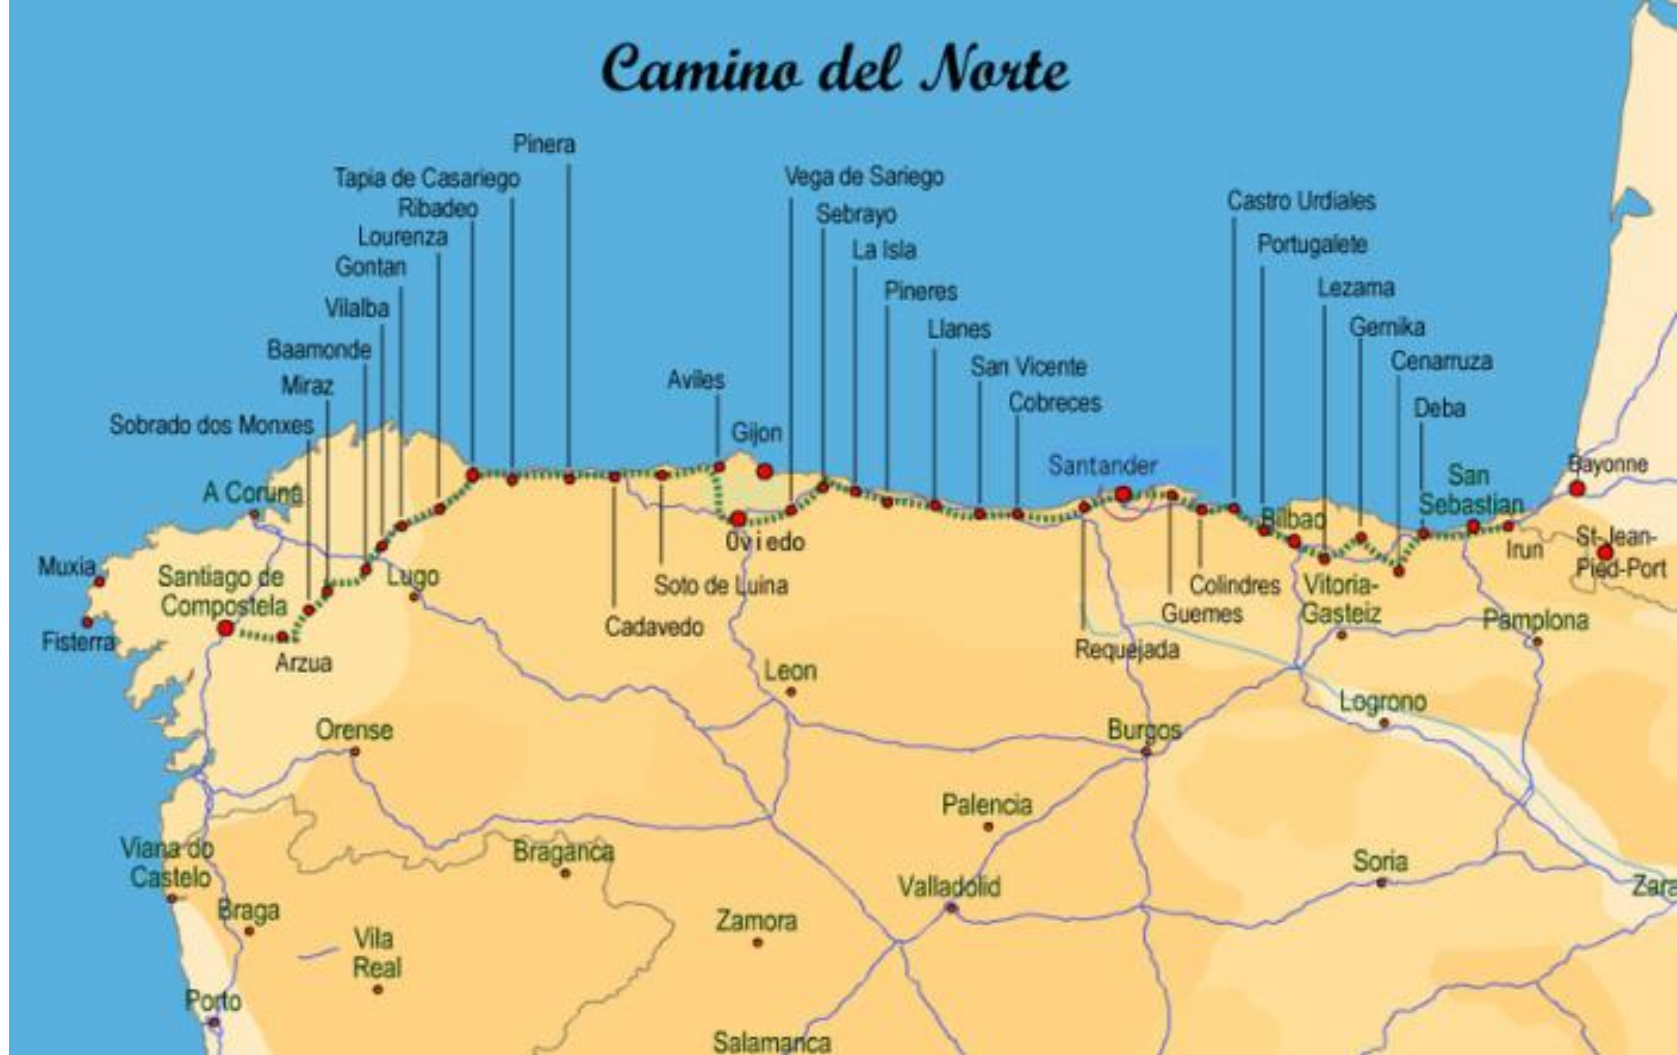 Camino del Norte
Pinera
Tapia de Casariego
Vega de Sariego
Ribadeo
Sebrayo
Castro Urdiales
Lourenza
La Isla
Portugalete
Gontan
Pineres
Lezama
Vilalba
Llanes
Gernika
Baamonde
San Vicente
Cenarruza
Miraz
Aviles
Cobreces
Deba
Sobrado dos Monxes
Gijon
Santander
San
Sebastian
Bayonne
A Coruna
Bilbao
Oviedo
Irun
St-Jean-
Pied-Port
Muxia
Santiago de
Compostela
Lugo
Soto de Luina
Colindres
Vitoria-
Gasteiz
Fisterra
Cadavedo
Guemes
Pamplona
Arzua
Requejada
Leon
Logrono
Orense
Burgos
Palencia
Viana do
Castelo
Braganca
Soria
Valladolid
Zara
Braga
Zamora
Vila
Real
Porto
Salamanca